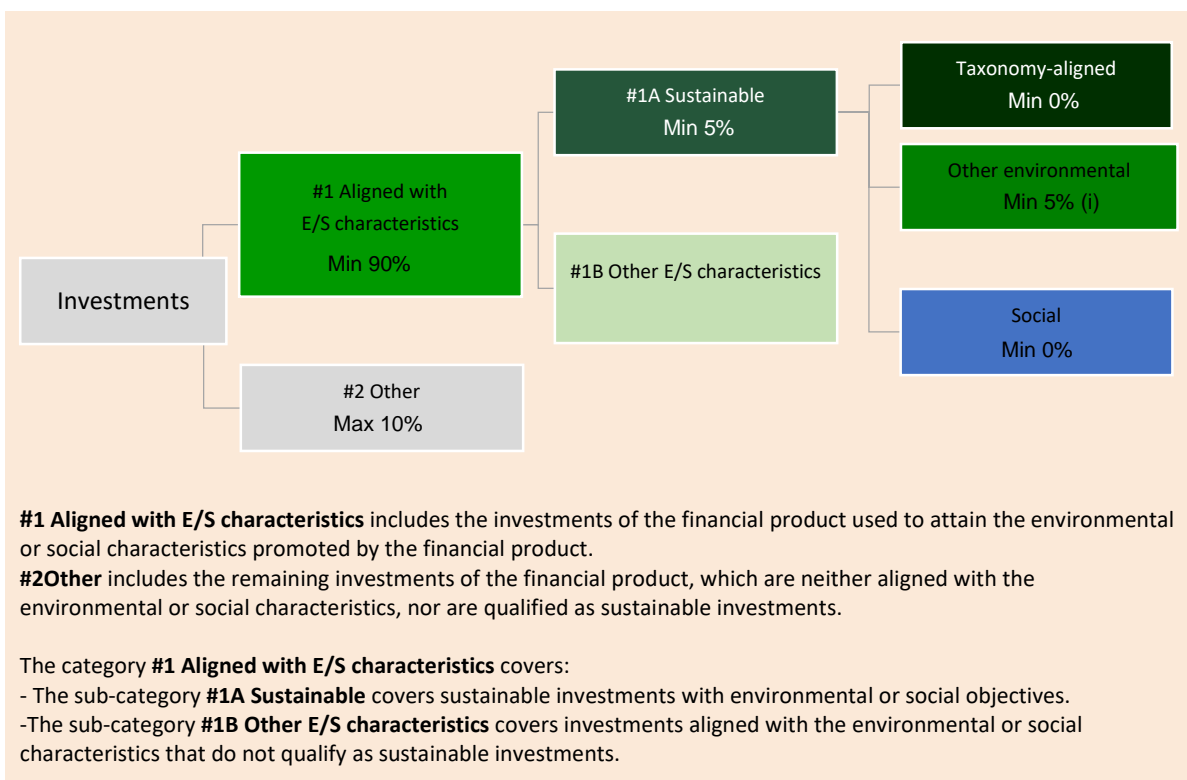 Investments
#1 Aligned with
E/S characteristics
Min 90%
#2 Other
Max 10%
#1A Sustainable
Min 5%
#1B Other E/S characteristics
Taxonomy-aligned
Min 0%
Other environmental
Min 5% (i)
Social
Min 0%
#1 Aligned with E/S characteristics includes the investments of the financial product used to attain the environmental
or social characteristics promoted by the financial product.
#2Other includes the remaining investments of the financial product, which are neither aligned with the
environmental or social characteristics, nor are qualified as sustainable investments.
The category #1 Aligned with E/S characteristics covers:
- The sub-category #1A Sustainable covers sustainable investments with environmental or social objectives.
-The sub-category #1B Other E/S characteristics covers investments aligned with the environmental or social
characteristics that do not qualify as sustainable investments.